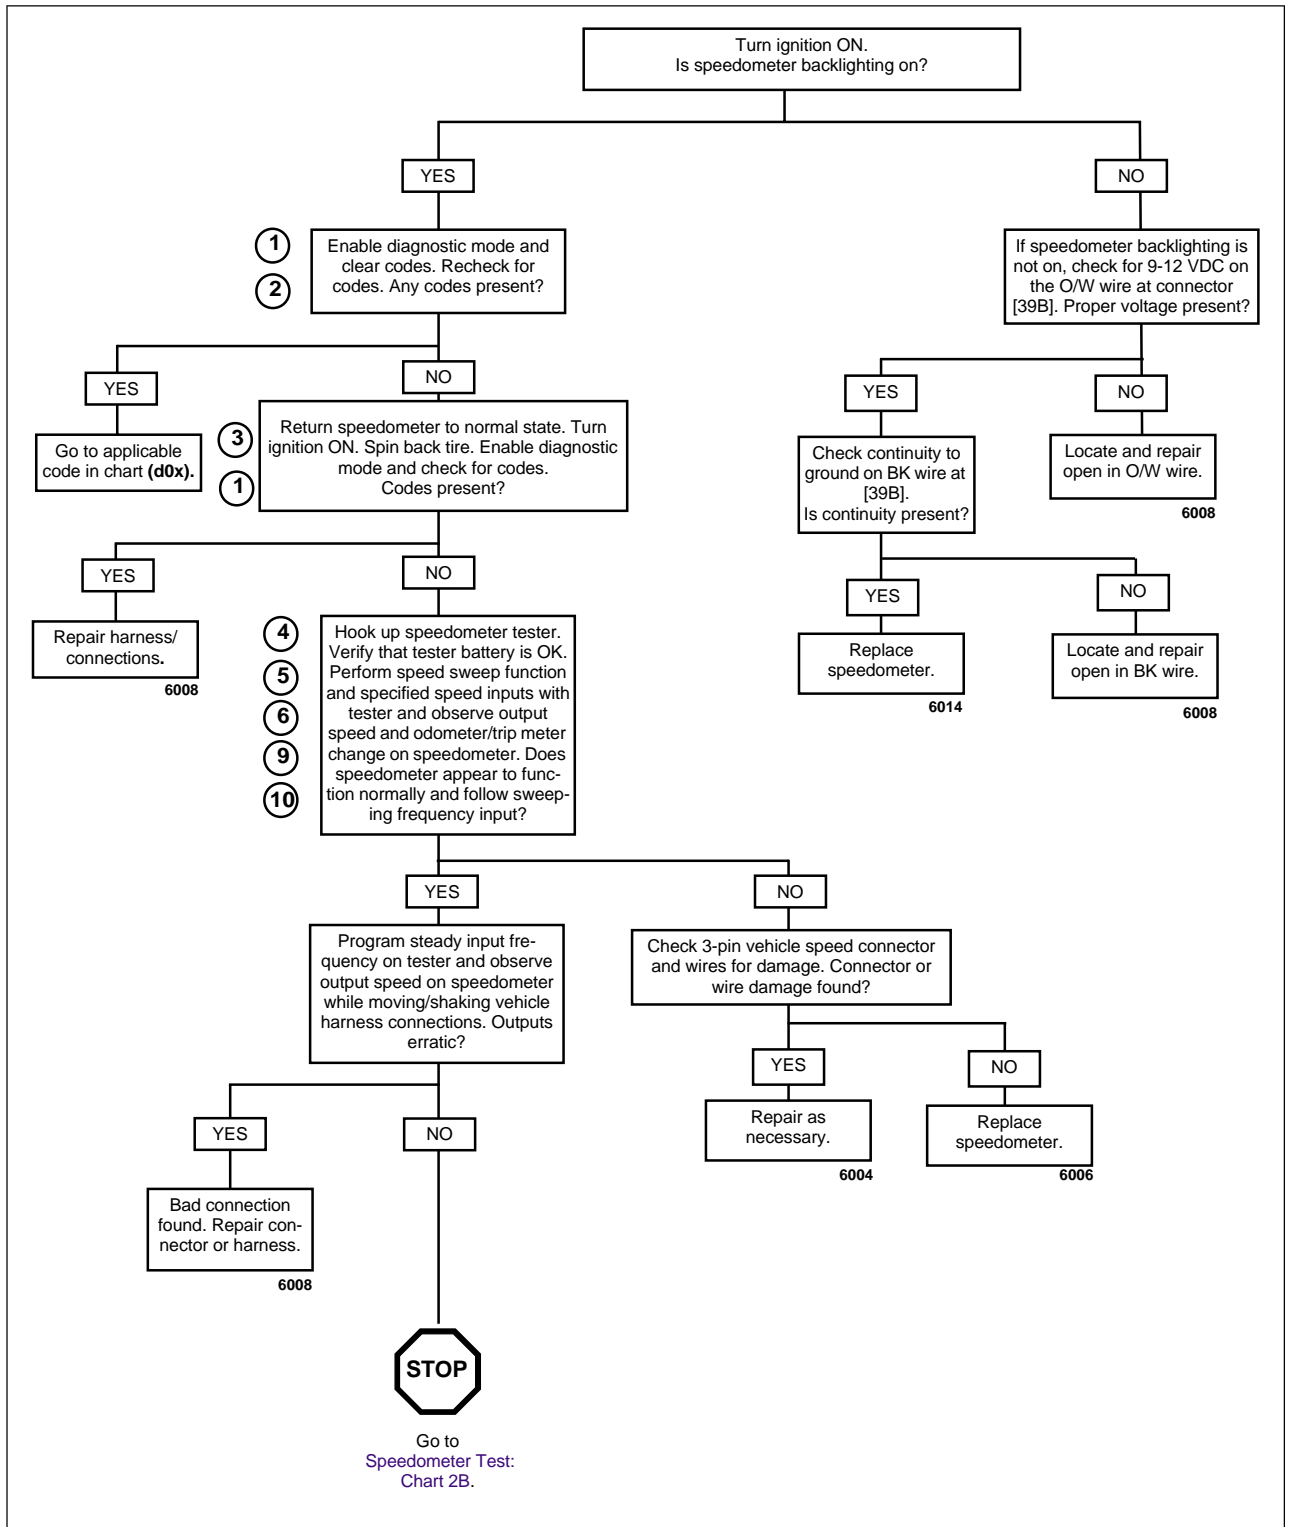 Turn ignition ON.
Is speedometer backlighting on?
YES
NO
1
2
Enable diagnostic mode and
clear codes. Recheck for
codes. Any codes present?
If speedometer backlighting is
not on, check for 9-12 VDC on
the O/W wire at connector
[39B]. Proper voltage present?
YES
NO
YES
NO
Go to applicable
code in chart (d0x).
3
1
Return speedometer to normal state. Turn
ignition ON. Spin back tire. Enable diagnostic
mode and check for codes.
Codes present?
Check continuity to
ground on BK wire at
[39B].
Is continuity present?
Locate and repair
open in O/W wire.
6008
YES
NO
YES
NO
Repair harness/
connections.
6008
4
5
6
9
10
Hook up speedometer tester.
Verify that tester battery is OK.
Perform speed sweep function
and specified speed inputs with
tester and observe output
speed and odometer/trip meter
change on speedometer. Does
speedometer appear to func-
tion normally and follow sweep-
ing frequency input?
Replace
speedometer.
6014
Locate and repair
open in BK wire.
6008
YES
NO
Program steady input fre-
quency on tester and observe
output speed on speedometer
while moving/shaking vehicle
harness connections. Outputs
erratic?
Check 3-pin vehicle speed connector
and wires for damage. Connector or
wire damage found?
YES
NO
YES
NO
Repair as
necessary.
6004
Replace
speedometer.
6006
Bad connection
found. Repair con-
nector or harness.
6008
STOP
Go to
Speedometer Test:
Chart 2B.